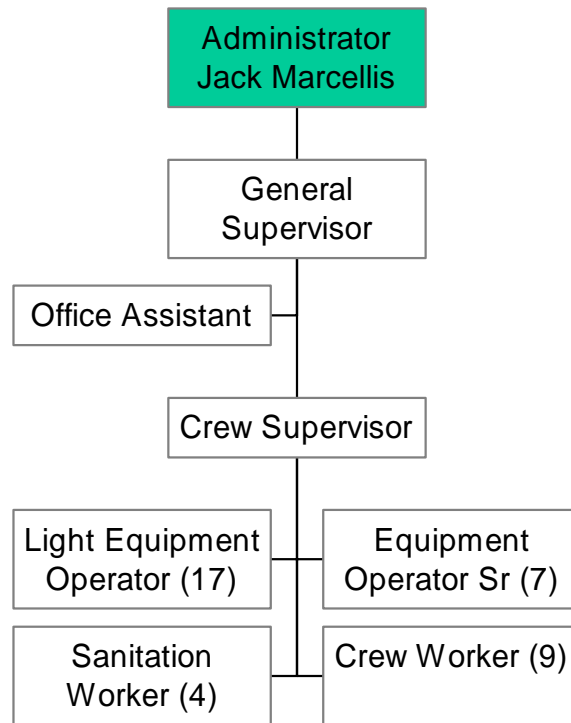 Administrator
Jack Marcellis
General
Supervisor
Office Assistant
Crew Supervisor
Light Equipment
Operator (17)
Equipment
Operator Sr (7)
Sanitation
Worker (4)
Crew Worker (9)